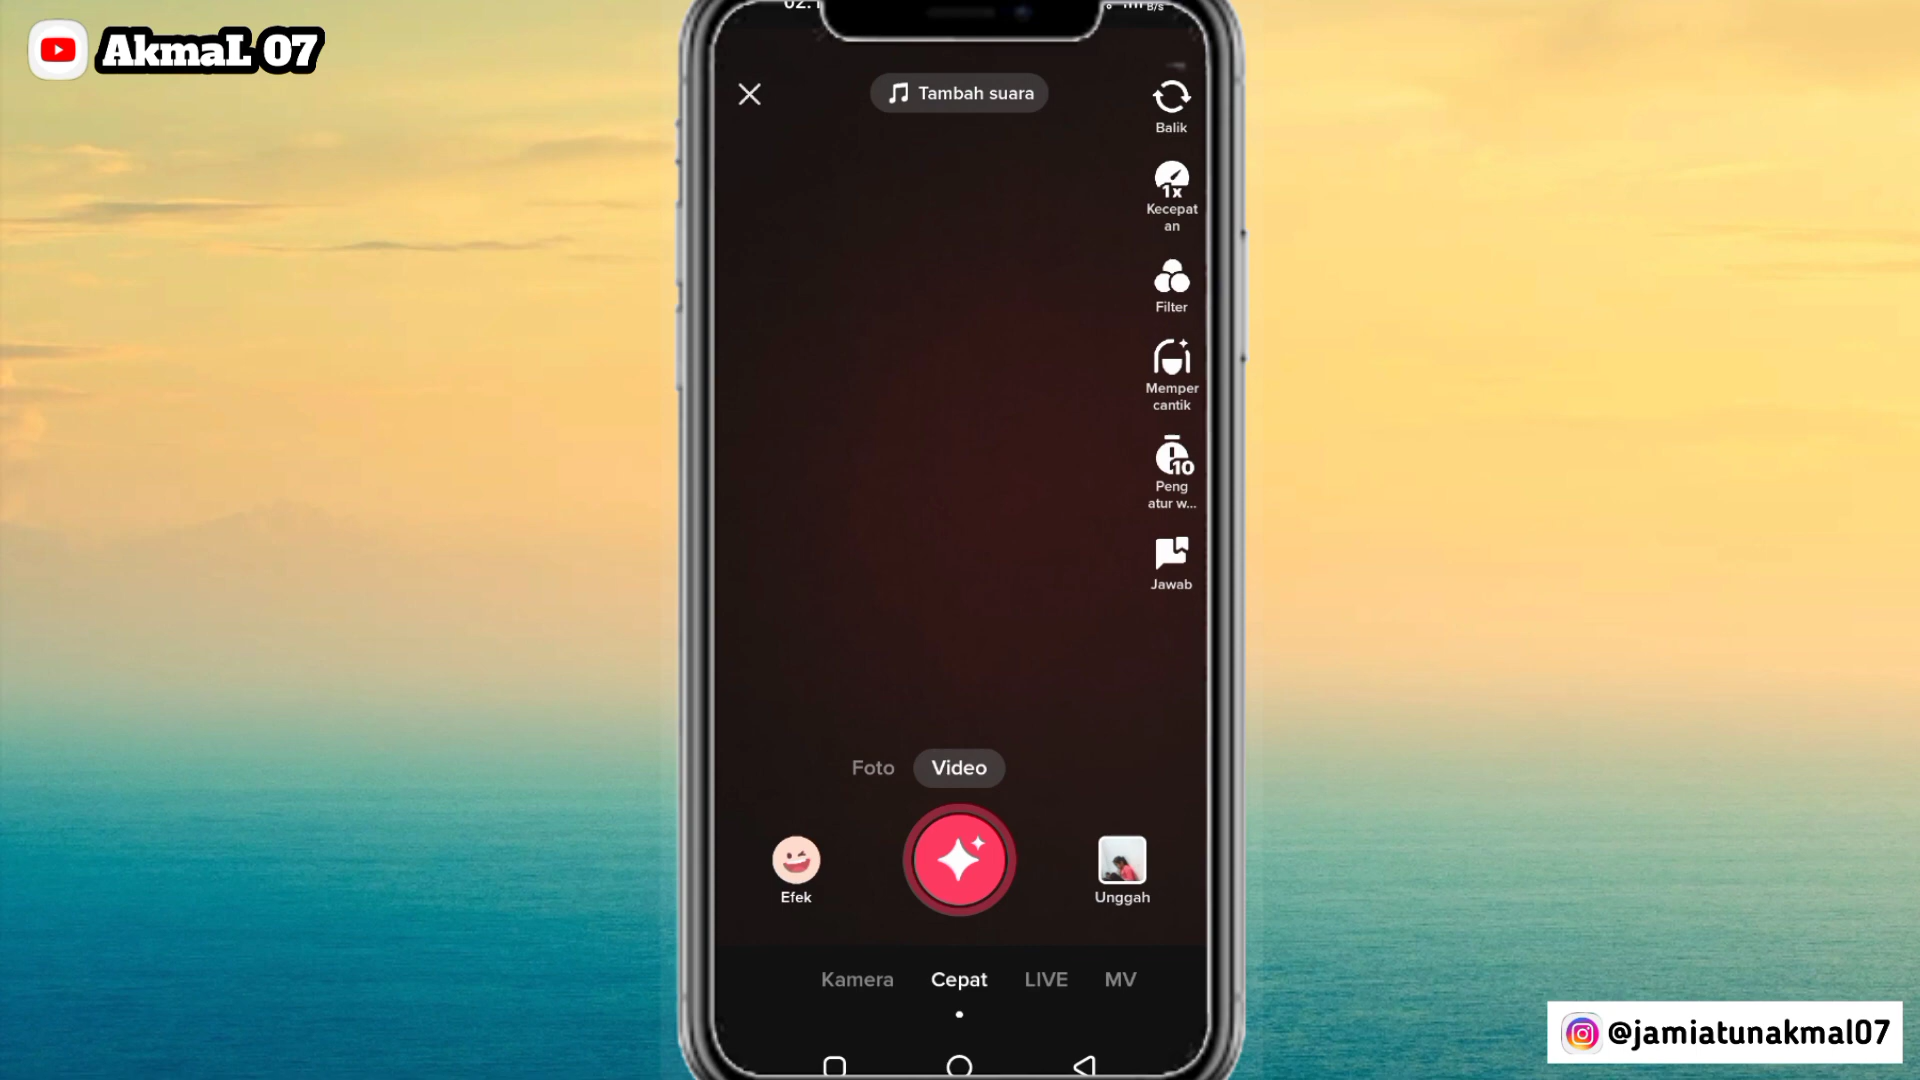 AkmaL 07
Tambah suara
Balik
1x
Kecepat
an
Filter
Memper
cantik
10
Peng
atur w...
Jawab
Foto
Video
Efek
Unggah
Kamera
Cepat
LIVE
MV
@jamiatunakmal07